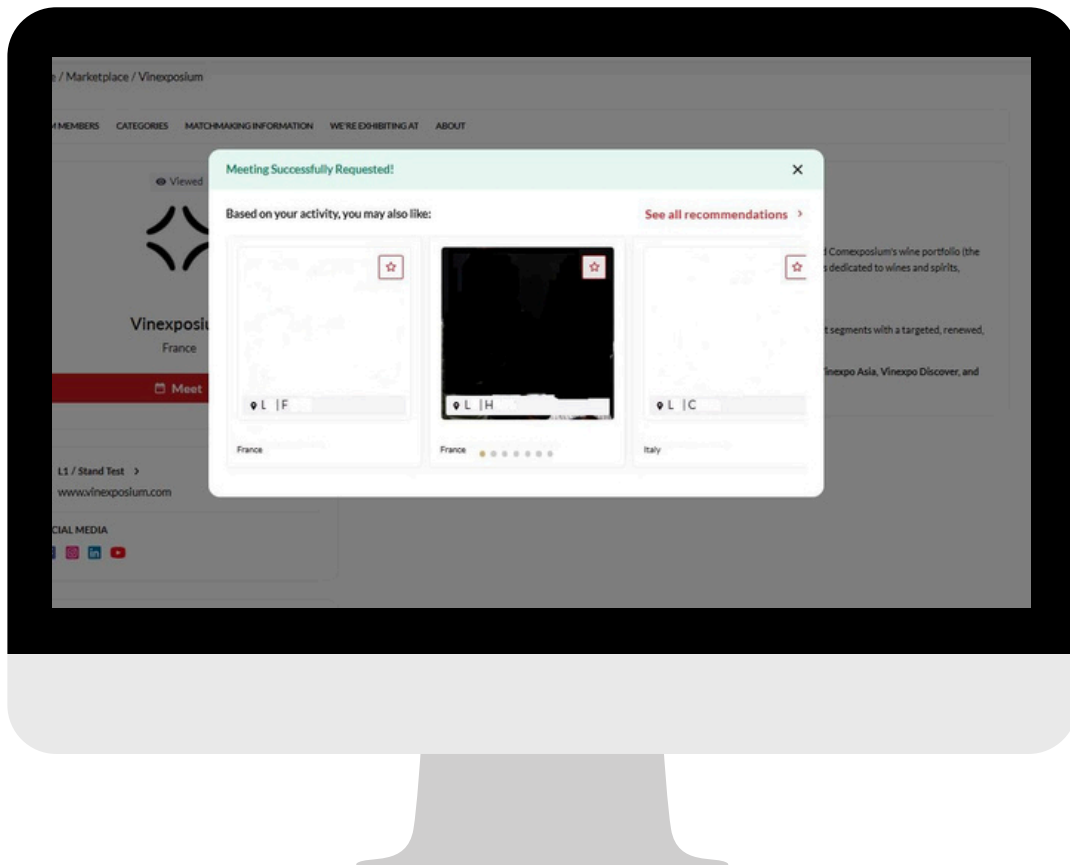 / Marketplace / Vinexposium
MEMBERS CATEGORIES MATCHMAKING INFORMATION WE'RE EXHIBITING AT ABOUT
Viewed
Meeting Successfully Requested!
Based on your activity, you may also like:
See all recommendations
L | F
L | H
L | C
France
France
Italy
Vinexposiu
France
Meet
L1 / Stand Test
www.vinexposium.com
CIAL MEDIA
Comexposium's wine portfolio (the
dedicated to wines and spirits,
t segments with a targeted, renewed,
inexpo Asia, Vinexpo Discover, and